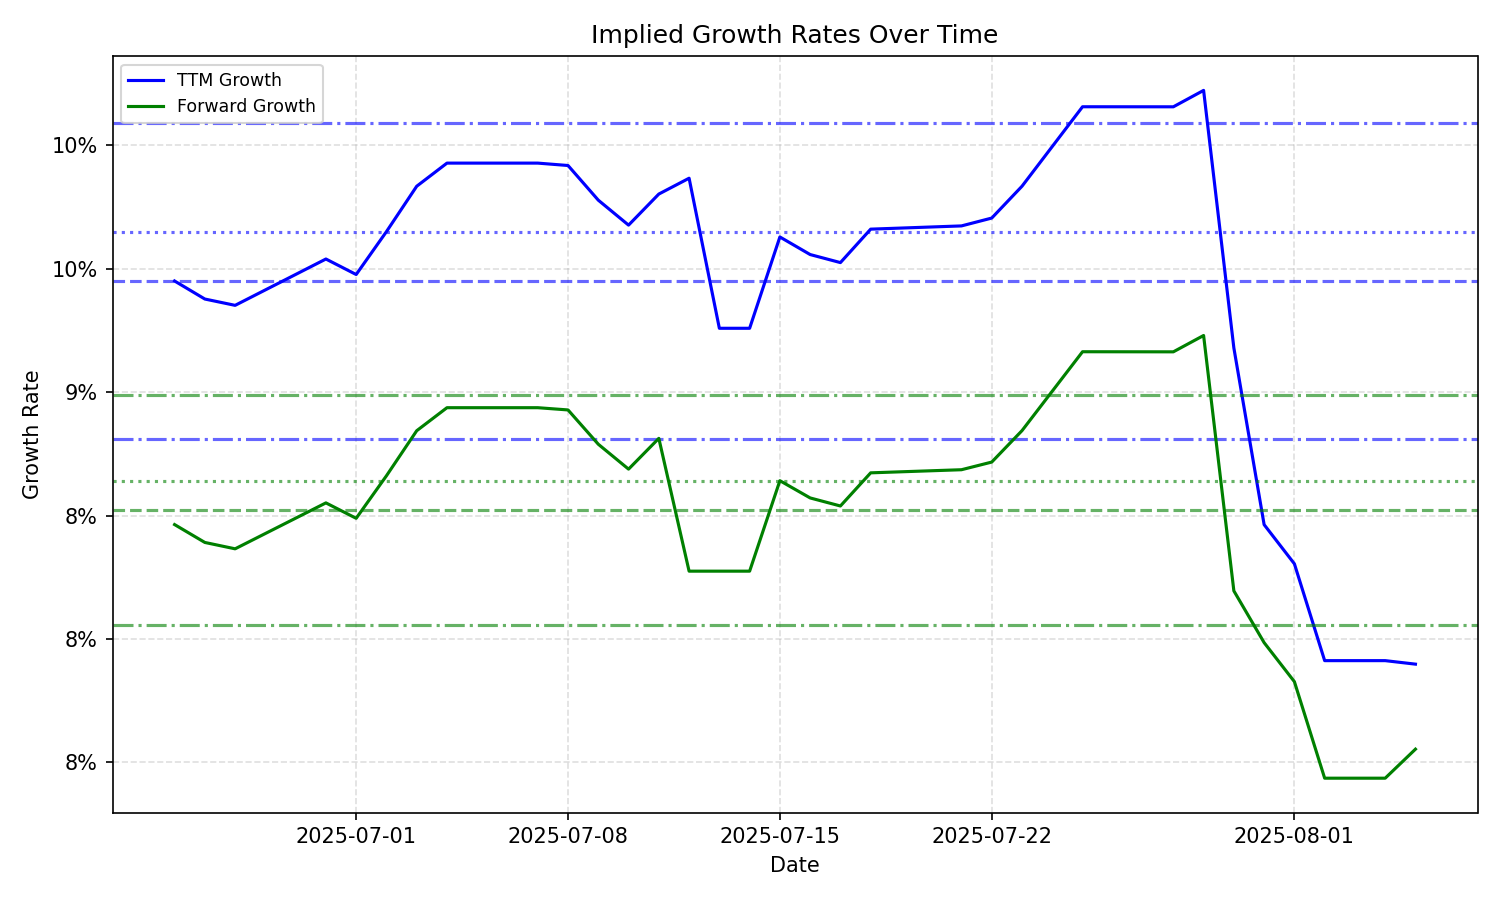 Implied Growth Rates Over Time
TTM Growth
Forward Growth
10%
10%
9%
8%
8%
8%
Growth Rate
2025-07-01
2025-07-08
2025-07-15
2025-07-22
2025-08-01
Date